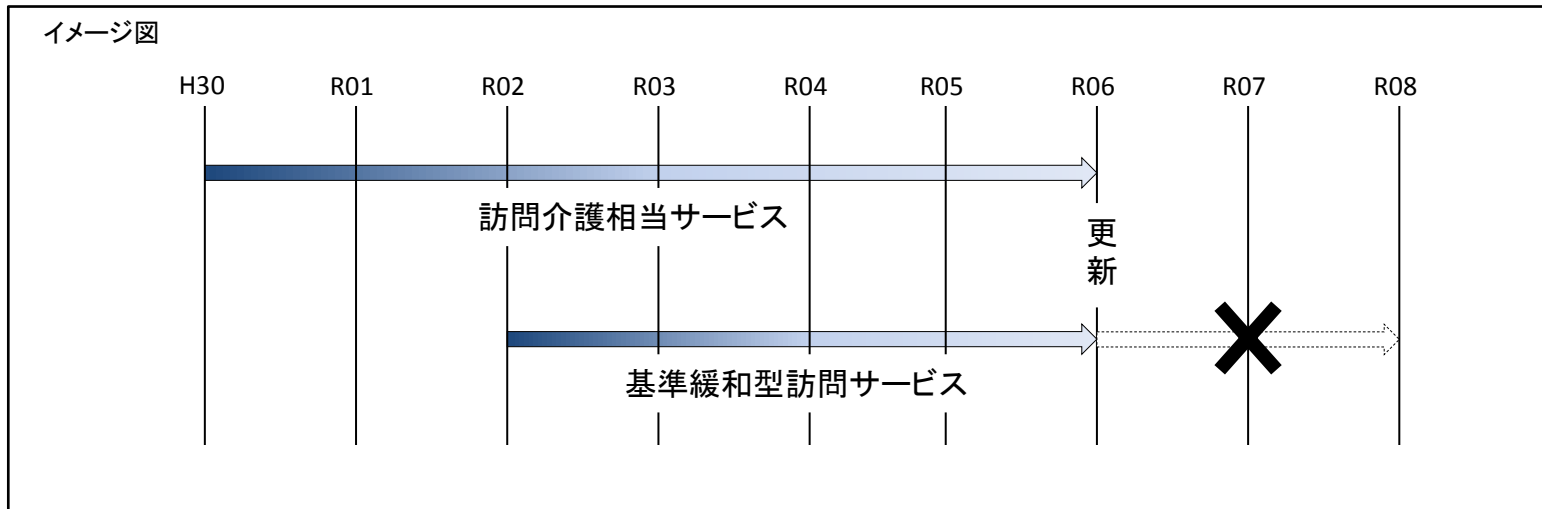 イメージ図
H30 R01 R02 R03 R04 R05 R06 R07 R08
訪問介護相当サービス
更新
基準緩和型訪問サービス